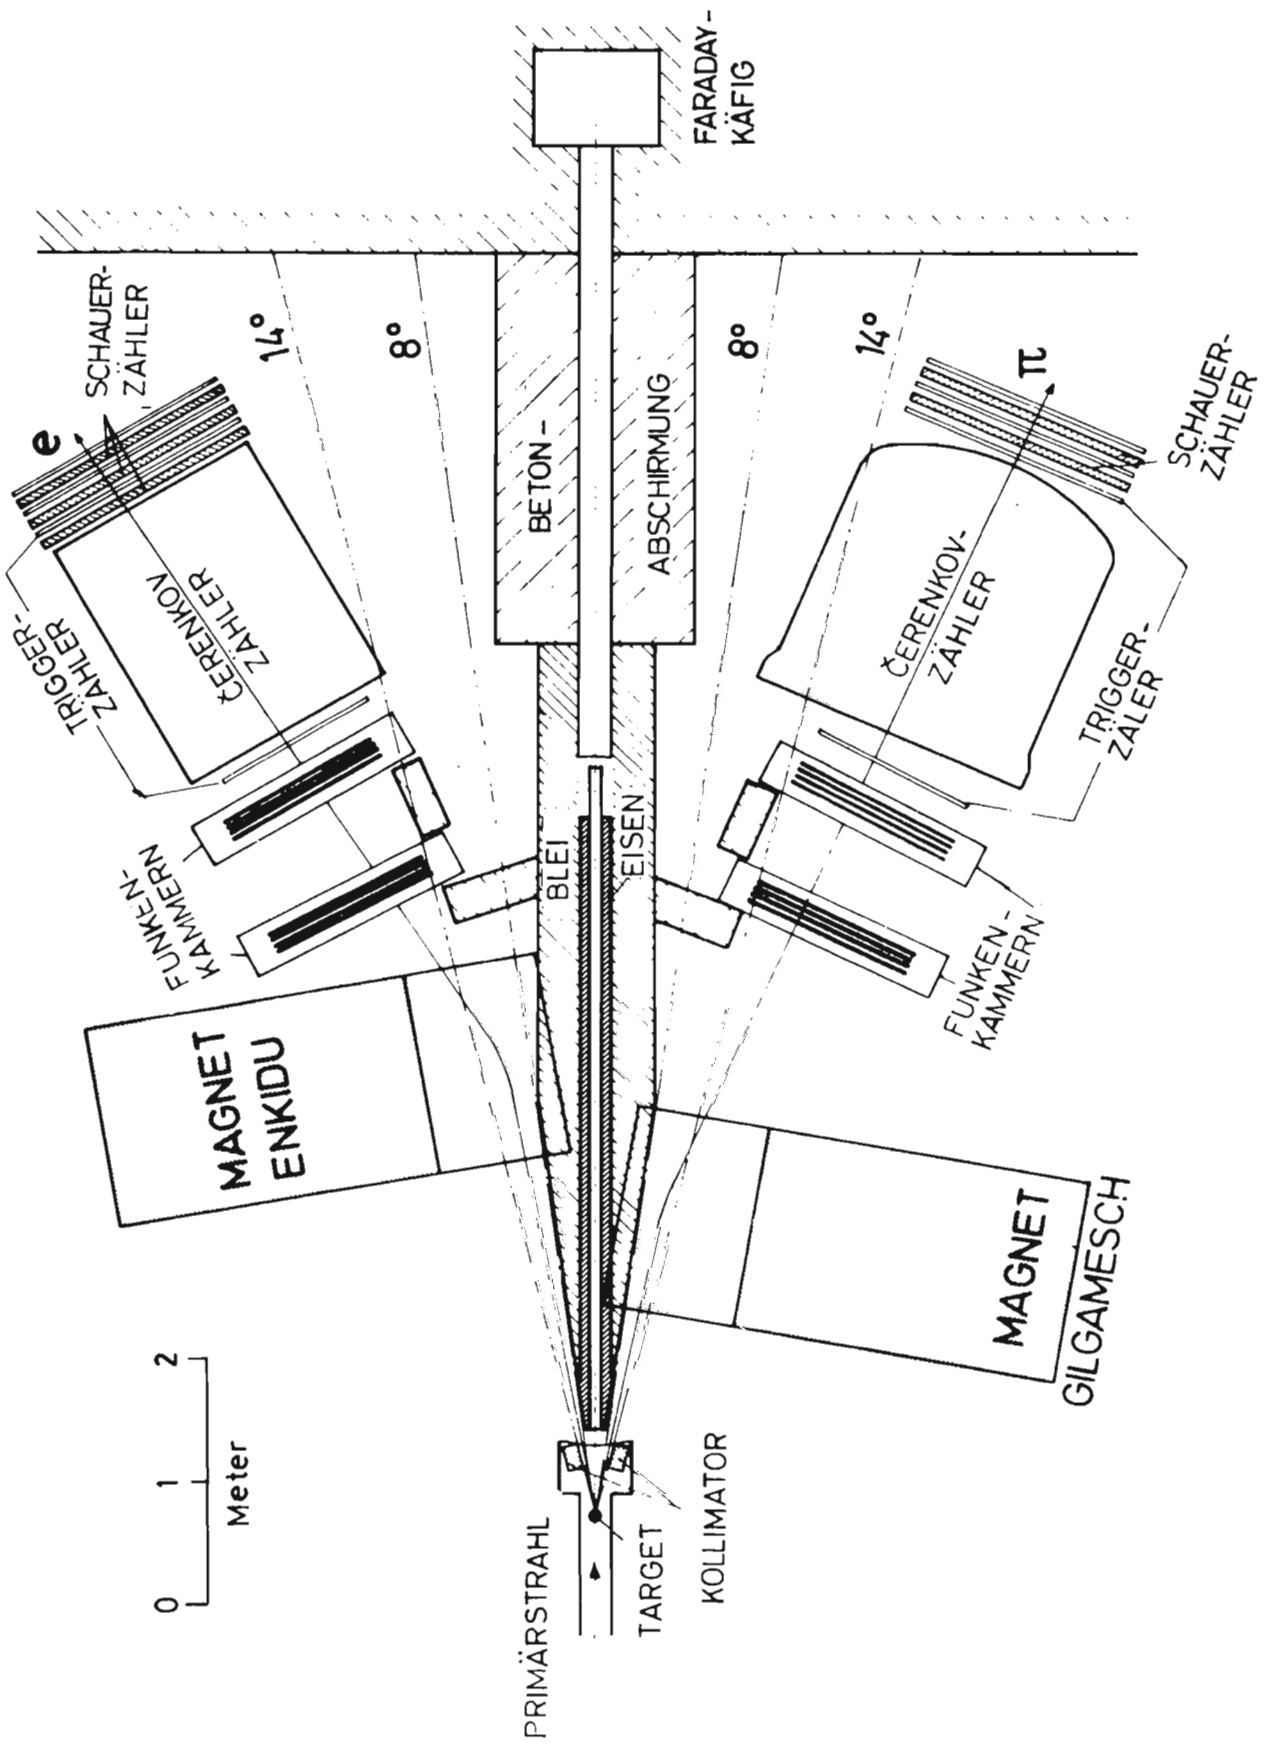 FARADAY-
KÄFIG
SCHAUER-
ZÄHLER
e
14°
8°
8°
14°
π
SCHAUER-
ZÄHLER
BETON-
ABSCHIRMUNG
ČERENKOV
ZÄHLER
TRIGGER-
ZÄHLER
ČERENKOV-
ZÄHLER
TRIGGER-
ZÄLER
FUNKEN-
KAMMERN
BLEI
EISEN
FUNKEN-
KAMMERN
MAGNET
ENKIDU
MAGNET
GILGAMESCH
0 1 2
Meter
PRIMÄRSTRAHL
TARGET
KOLLIMATOR